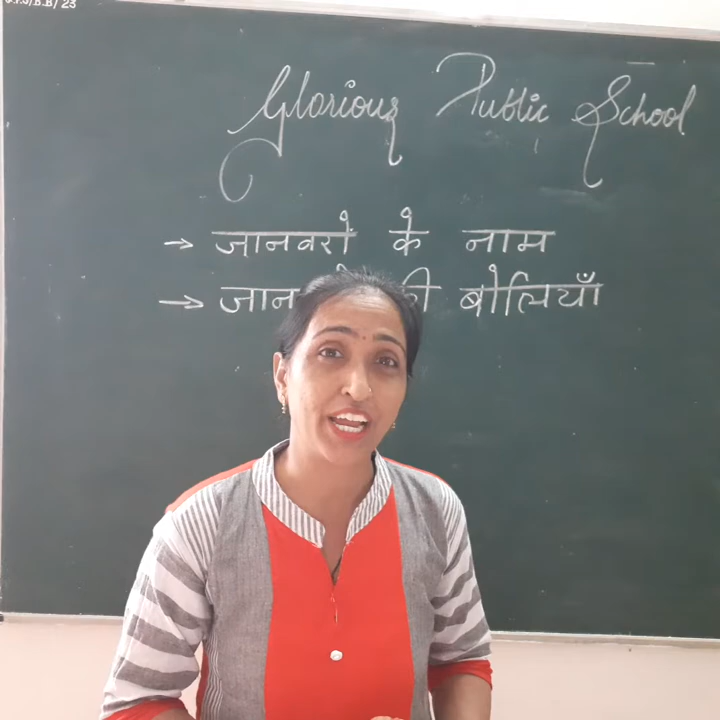 Glorious Public School
→ जानवरों के नाम
→ जान की बोलियाँ